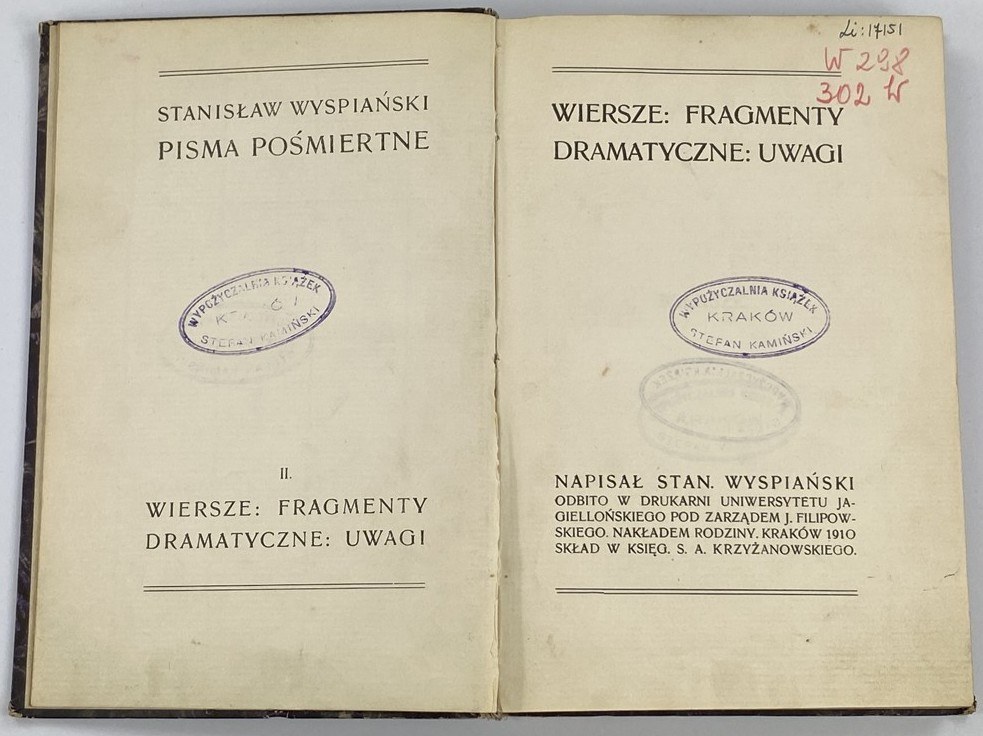 STANISŁAW WYSPIAŃSKI
PISMA POŚMIERTNE
WYPOŻYCZALNIA KSIĄŻEK
KRAKÓW
STEFAN KAMIŃSKI
II.
WIERSZE: FRAGMENTY
DRAMATYCZNE: UWAGI
Li: 17151
W 298
302 W
WIERSZE: FRAGMENTY
DRAMATYCZNE: UWAGI
WYPOŻYCZALNIA KSIĄŻEK
KRAKÓW
STEFAN KAMIŃSKI
NAPISAŁ STAN. WYSPIAŃSKI
ODBITO W DRUKARNI UNIWERSYTETU JA-
GIELLOŃSKIEGO POD ZARZĄDEM J. FILIPOW-
SKIEGO. NAKŁADEM RODZINY. KRAKÓW 1910
SKŁAD W KSIĘG. S. A. KRZYŻANOWSKIEGO.